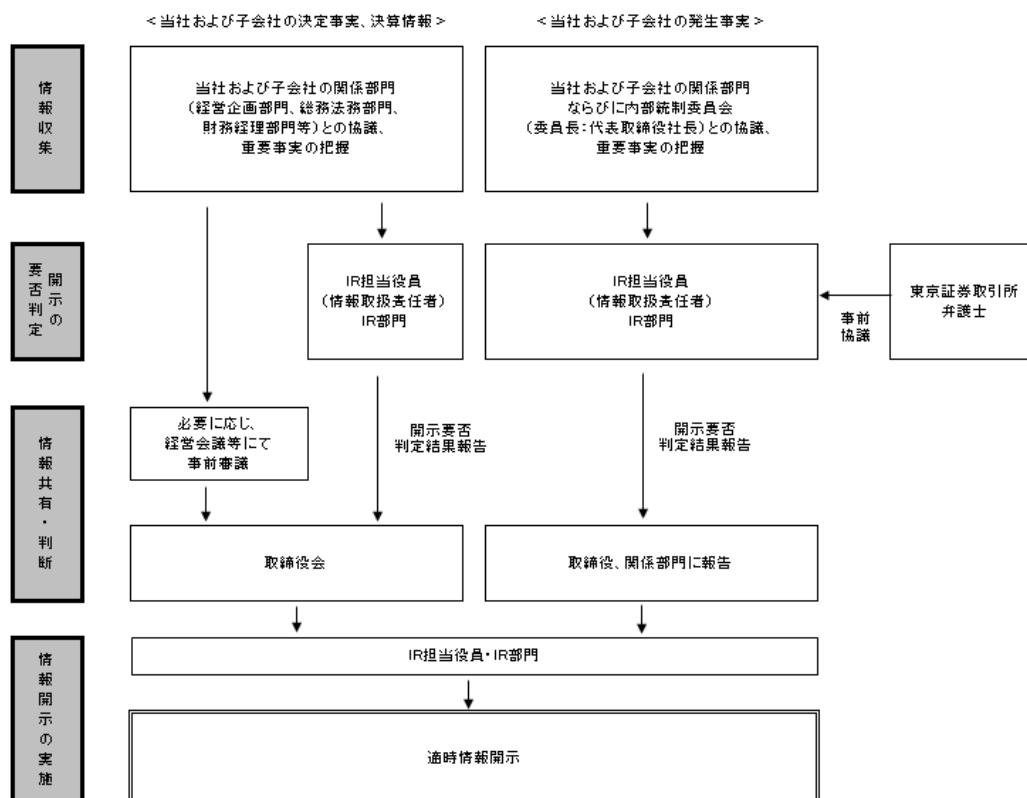 <当社および子会社の決定事実、決算情報>
<当社および子会社の発生事実>
情報収集
当社および子会社の関係部門
(経営企画部門、総務法務部門、
財務経理部門等)との協議、
重要事実の把握
当社および子会社の関係部門
ならびに内部統制委員会
(委員長:代表取締役社長)との協議、
重要事実の把握
開示の
要否判定
IR担当役員
(情報取扱責任者)
IR部門
IR担当役員
(情報取扱責任者)
IR部門
事前
協議
東京証券取引所
弁護士
情報共有・判断
必要に応じ、
経営会議等にて
事前審議
開示要否
判定結果報告
開示要否
判定結果報告
取締役会
取締役、関係部門に報告
情報開示の実施
IR担当役員・IR部門
適時情報開示